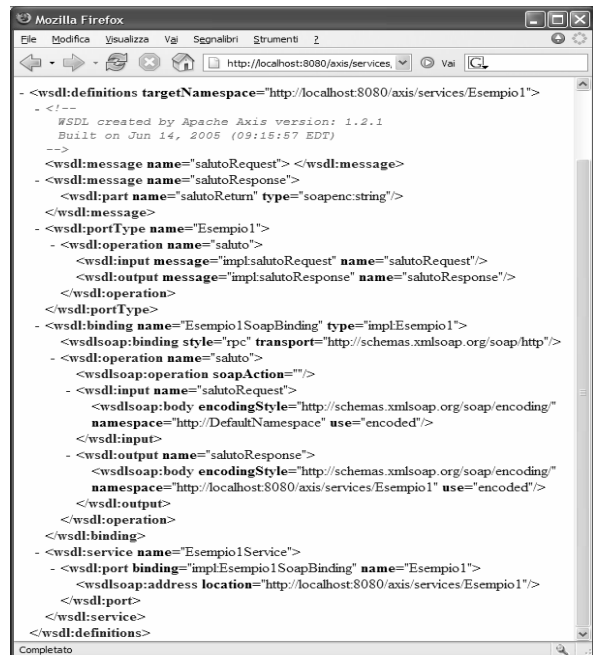 Mozilla Firefox
File Modifica Visualizza Vai Segnalibri Strumenti ?
http://localhost:8080/axis/services, Vai G
- <wsdl:definitions targetNamespace="http://localhost:8080/axis/services/Esempio1">
- <!--
WSDL created by Apache Axis version: 1.2.1
Built on Jun 14, 2005 (09:15:57 EDT)
-->
<wsdl:message name="salutoRequest"> </wsdl:message>
- <wsdl:message name="salutoResponse">
<wsdl:part name="salutoReturn" type="soapenc:string"/>
</wsdl:message>
- <wsdl:portType name="Esempio1">
- <wsdl:operation name="saluto">
<wsdl:input message="impl:salutoRequest" name="salutoRequest"/>
<wsdl:output message="impl:salutoResponse" name="salutoResponse"/>
</wsdl:operation>
</wsdl:portType>
- <wsdl:binding name="Esempio1SoapBinding" type="impl:Esempio1">
<wsdlsoap:binding style="rpc" transport="http://schemas.xmlsoap.org/soap/http"/>
- <wsdl:operation name="saluto">
<wsdlsoap:operation soapAction=""/>
- <wsdl:input name="salutoRequest">
<wsdlsoap:body encodingStyle="http://schemas.xmlsoap.org/soap/encoding/"
namespace="http://DefaultNamespace" use="encoded"/>
</wsdl:input>
- <wsdl:output name="salutoResponse">
<wsdlsoap:body encodingStyle="http://schemas.xmlsoap.org/soap/encoding/"
namespace="http://localhost:8080/axis/services/Esempio1" use="encoded"/>
</wsdl:output>
</wsdl:operation>
</wsdl:binding>
- <wsdl:service name="Esempio1Service">
- <wsdl:port binding="impl:Esempio1SoapBinding" name="Esempio1">
<wsdlsoap:address location="http://localhost:8080/axis/services/Esempio1"/>
</wsdl:port>
</wsdl:service>
</wsdl:definitions>
Completato